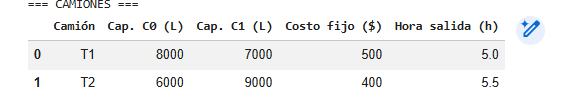 === CAMIONES ===
Camión Cap. C0 (L) Cap. C1 (L) Costo fijo ($) Hora salida (h)
0 T1 8000 7000 500 5.0
1 T2 6000 9000 400 5.5